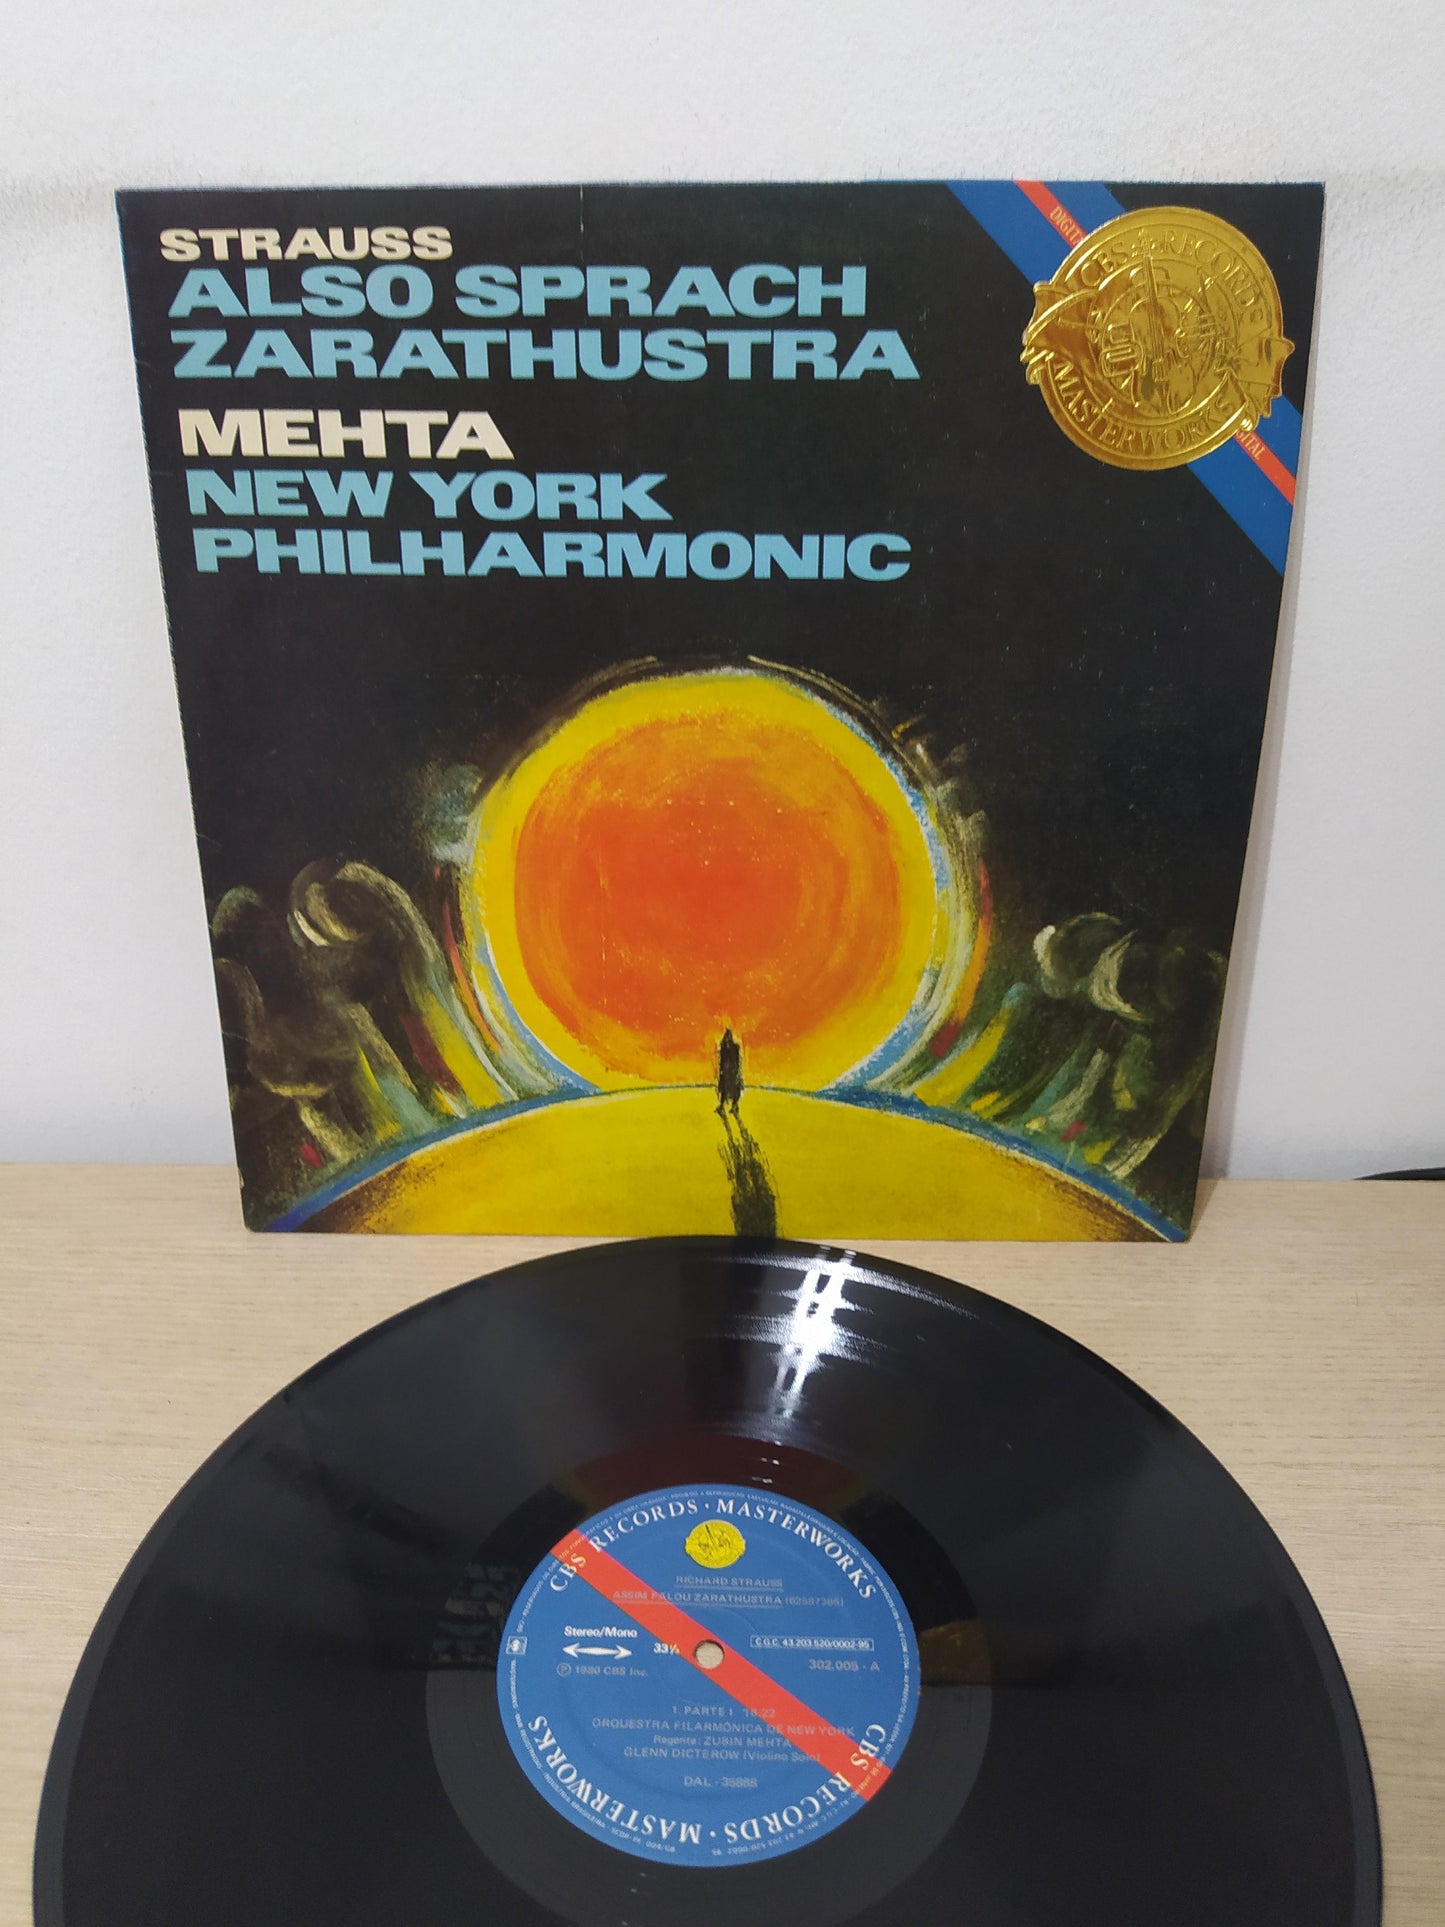 STRAUSS
ALSO SPRACH
ZARATHUSTRA
MEHTA
NEW YORK
PHILHARMONIC
CBS RECORDS
MASTERWORKS
CBS RECORDS · MASTERWORKS
RICHARD STRAUSS
ASSIM FALOU ZARATHUSTRA (62587366)
Stereo/Mono
33⅓
C.G.C. 43.203.520/0002-95
℗ 1980 CBS Inc.
302.005 - A
1. PARTE I 16.22
ORQUESTRA FILARMÔNICA DE NEW YORK
Regente: ZUBIN MEHTA
GLENN DICTEROW (Violino Solo)
DAL - 35888
CBS RECORDS · MASTERWORKS